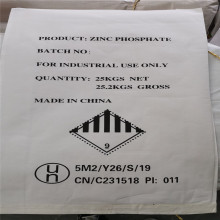 PRODUCT: ZINC PHOSPHATE
BATCH NO:
FOR INDUSTRIAL USE ONLY
QUANTITY: 25KGS NET
25.2KGS GROSS
MADE IN CHINA
9
un 5M2/Y26/S/19
CN/C231518 PI: 011